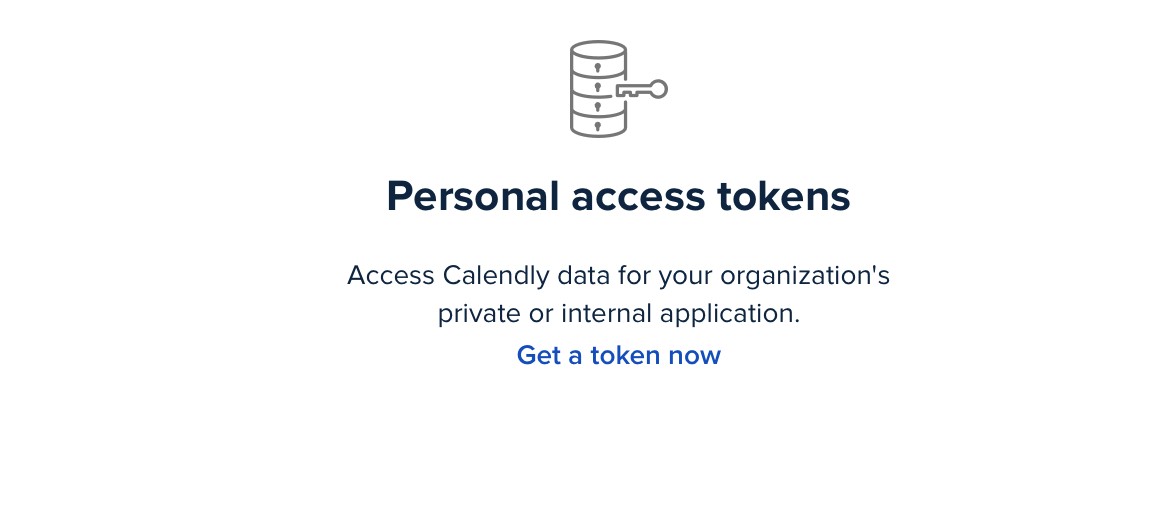 Personal access tokens
Access Calendly data for your organization's
private or internal application.
Get a token now